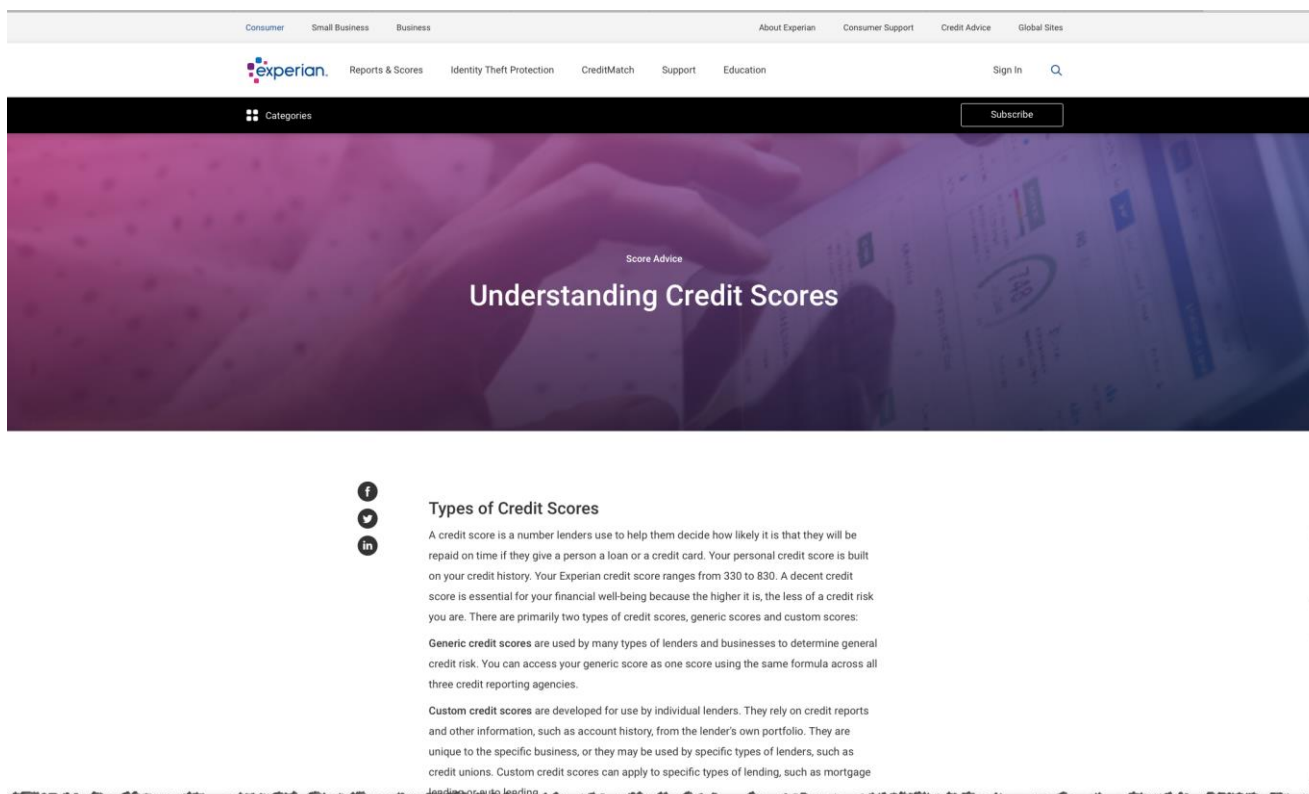 Consumer Small Business Business About Experian Consumer Support Credit Advice Global Sites
experian. Reports & Scores Identity Theft Protection CreditMatch Support Education Sign In
Categories Subscribe
Score Advice
Understanding Credit Scores
748
Types of Credit Scores
A credit score is a number lenders use to help them decide how likely it is that they will be
repaid on time if they give a person a loan or a credit card. Your personal credit score is built
on your credit history. Your Experian credit score ranges from 330 to 830. A decent credit
score is essential for your financial well-being because the higher it is, the less of a credit risk
you are. There are primarily two types of credit scores, generic scores and custom scores:
Generic credit scores are used by many types of lenders and businesses to determine general
credit risk. You can access your generic score as one score using the same formula across all
three credit reporting agencies.
Custom credit scores are developed for use by individual lenders. They rely on credit reports
and other information, such as account history, from the lender's own portfolio. They are
unique to the specific business, or they may be used by specific types of lenders, such as
credit unions. Custom credit scores can apply to specific types of lending, such as mortgage
lending or auto lending.